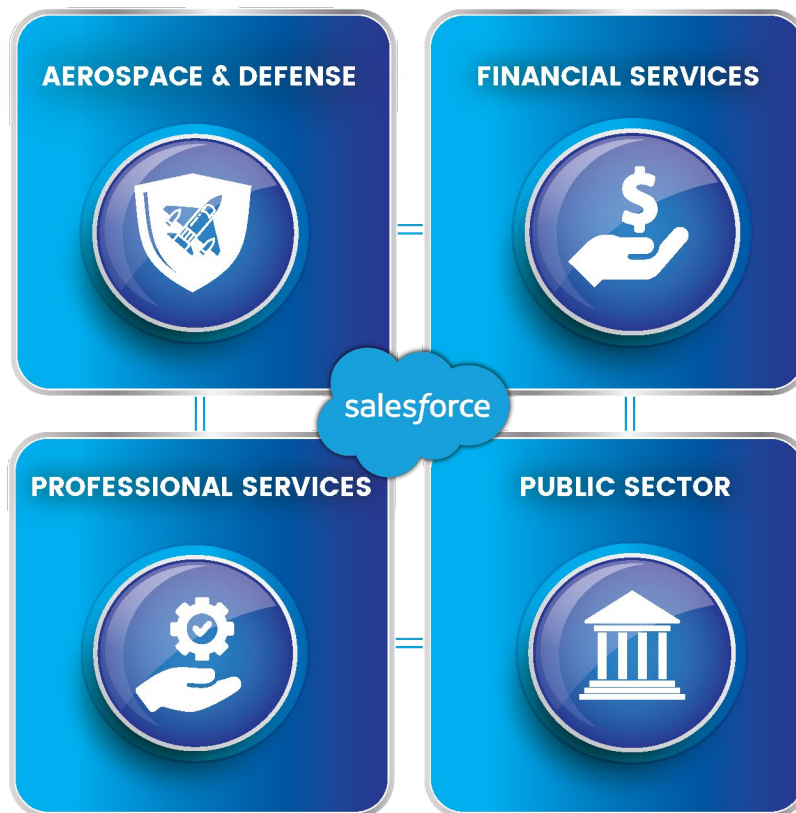 AEROSPACE & DEFENSE
FINANCIAL SERVICES
salesforce
PROFESSIONAL SERVICES
PUBLIC SECTOR